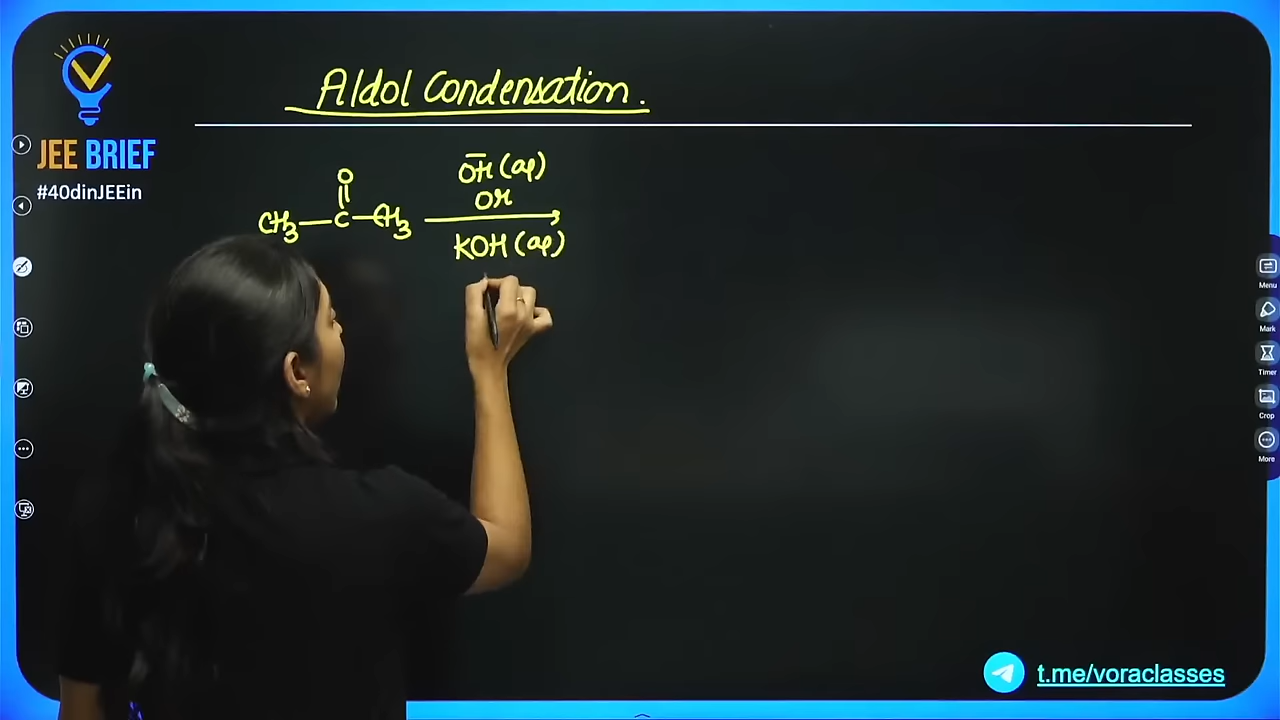 Aldol Condensation.
JEE BRIEF
#40dinJEEin
O
||
CH3—C—CH3
OH⁻ (aq)
or
KOH (aq)
Menu
Mark
Timer
Crop
More
t.me/voraclasses